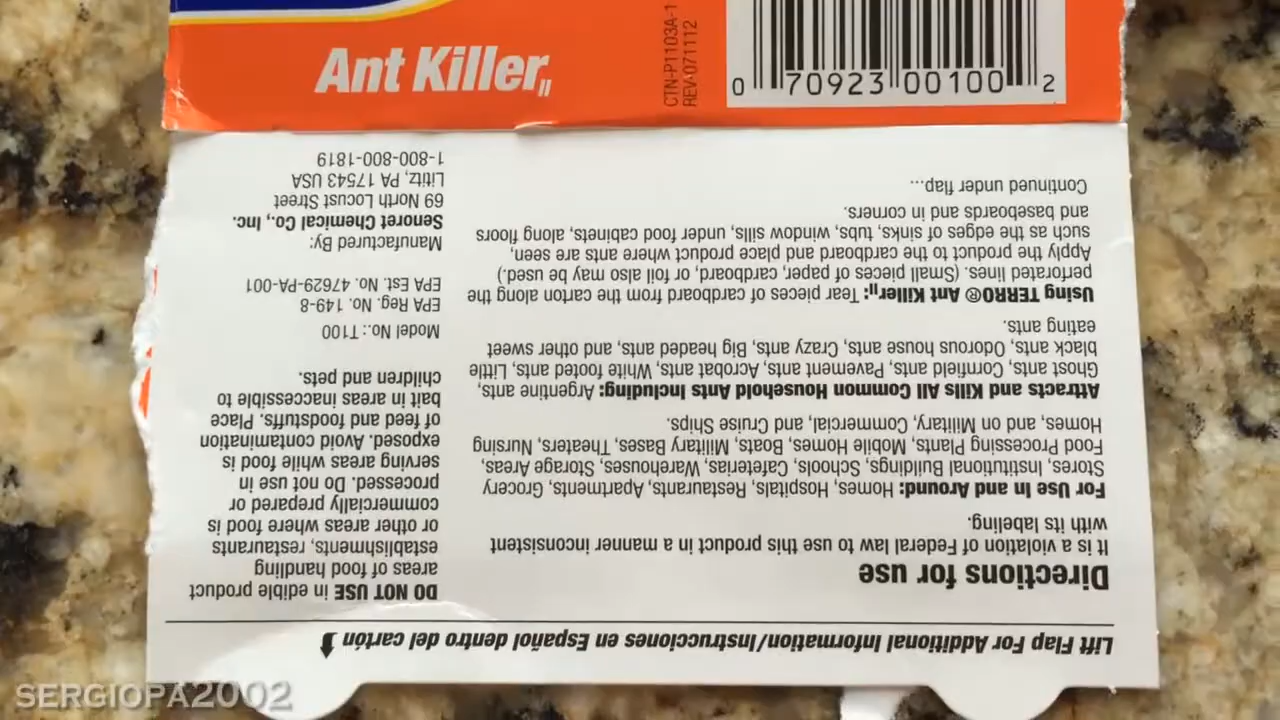 Ant Killer II
CTN-P1103A-1
REV-071112
0 70923 00100 2
Lift Flap For Additional Information/Instrucciones en Español dentro del cartón
Directions for use
It is a violation of Federal law to use this product in a manner inconsistent
with its labeling.
For Use In and Around: Homes, Hospitals, Restaurants, Apartments, Grocery
Stores, Institutional Buildings, Schools, Cafeterias, Warehouses, Storage Areas,
Food Processing Plants, Mobile Homes, Boats, Military Bases, Theaters, Nursing
Homes, and on Military, Commercial, and Cruise Ships.
Attracts and Kills All Common Household Ants Including: Argentine ants,
Ghost ants, Cornfield ants, Pavement ants, Acrobat ants, White footed ants, Little
black ants, Odorous house ants, Crazy ants, Big headed ants, and other sweet
eating ants.
Using TERRO® Ant Killer II: Tear pieces of cardboard from the carton along the
perforated lines. (Small pieces of paper, cardboard, or foil also may be used.)
Apply the product to the cardboard and place product where ants are seen,
such as the edges of sinks, tubs, window sills, under food cabinets, along floors
and baseboards and in corners.
Continued under flap...
DO NOT USE in edible product
areas of food handling
establishments, restaurants
or other areas where food is
commercially prepared or
processed. Do not use in
serving areas while food is
exposed. Avoid contamination
of feed and foodstuffs. Place
bait in areas inaccessible to
children and pets.
Model No.: T100
EPA Reg. No. 149-8
EPA Est. No. 47629-PA-001
Manufactured By:
Senoret Chemical Co., Inc.
69 North Locust Street
Lititz, PA 17543 USA
1-800-800-1819
SERGIOPA2002